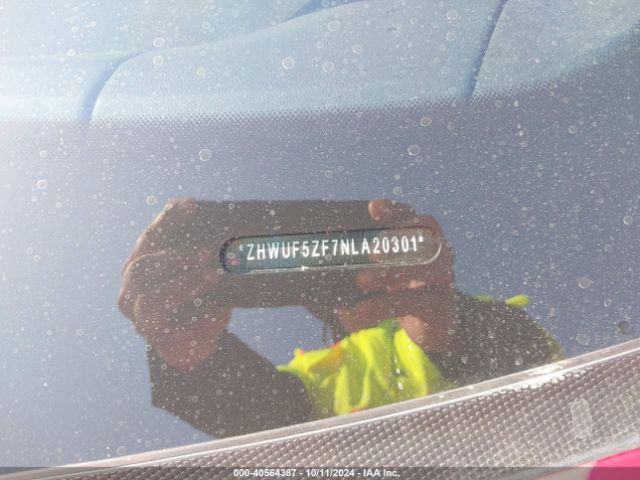 *ZHWUF5ZF7NLA20301*
000-40564387 - 10/11/2024 - IAA Inc.